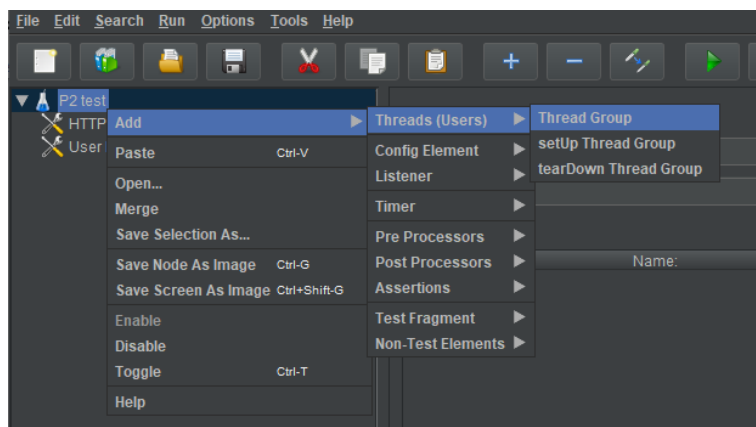 File Edit Search Run Options Tools Help
P2 test
HTTP
User
Add
Paste Ctrl-V
Open...
Merge
Save Selection As...
Save Node As Image Ctrl-G
Save Screen As Image Ctrl+Shift-G
Enable
Disable
Toggle Ctrl-T
Help
Threads (Users)
Config Element
Listener
Timer
Pre Processors
Post Processors
Assertions
Test Fragment
Non-Test Elements
Thread Group
setUp Thread Group
tearDown Thread Group
Name: